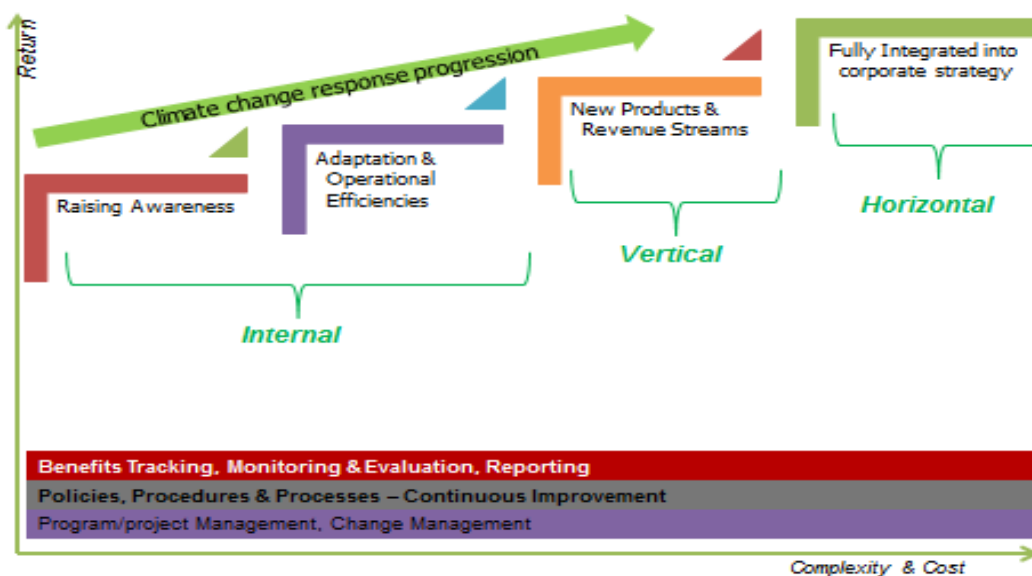 Return
Climate change response progression
Raising Awareness
Adaptation &
Operational
Efficiencies
New Products &
Revenue Streams
Fully Integrated into
corporate strategy
Internal
Vertical
Horizontal
Benefits Tracking, Monitoring & Evaluation, Reporting
Policies, Procedures & Processes – Continuous Improvement
Program/project Management, Change Management
Complexity & Cost